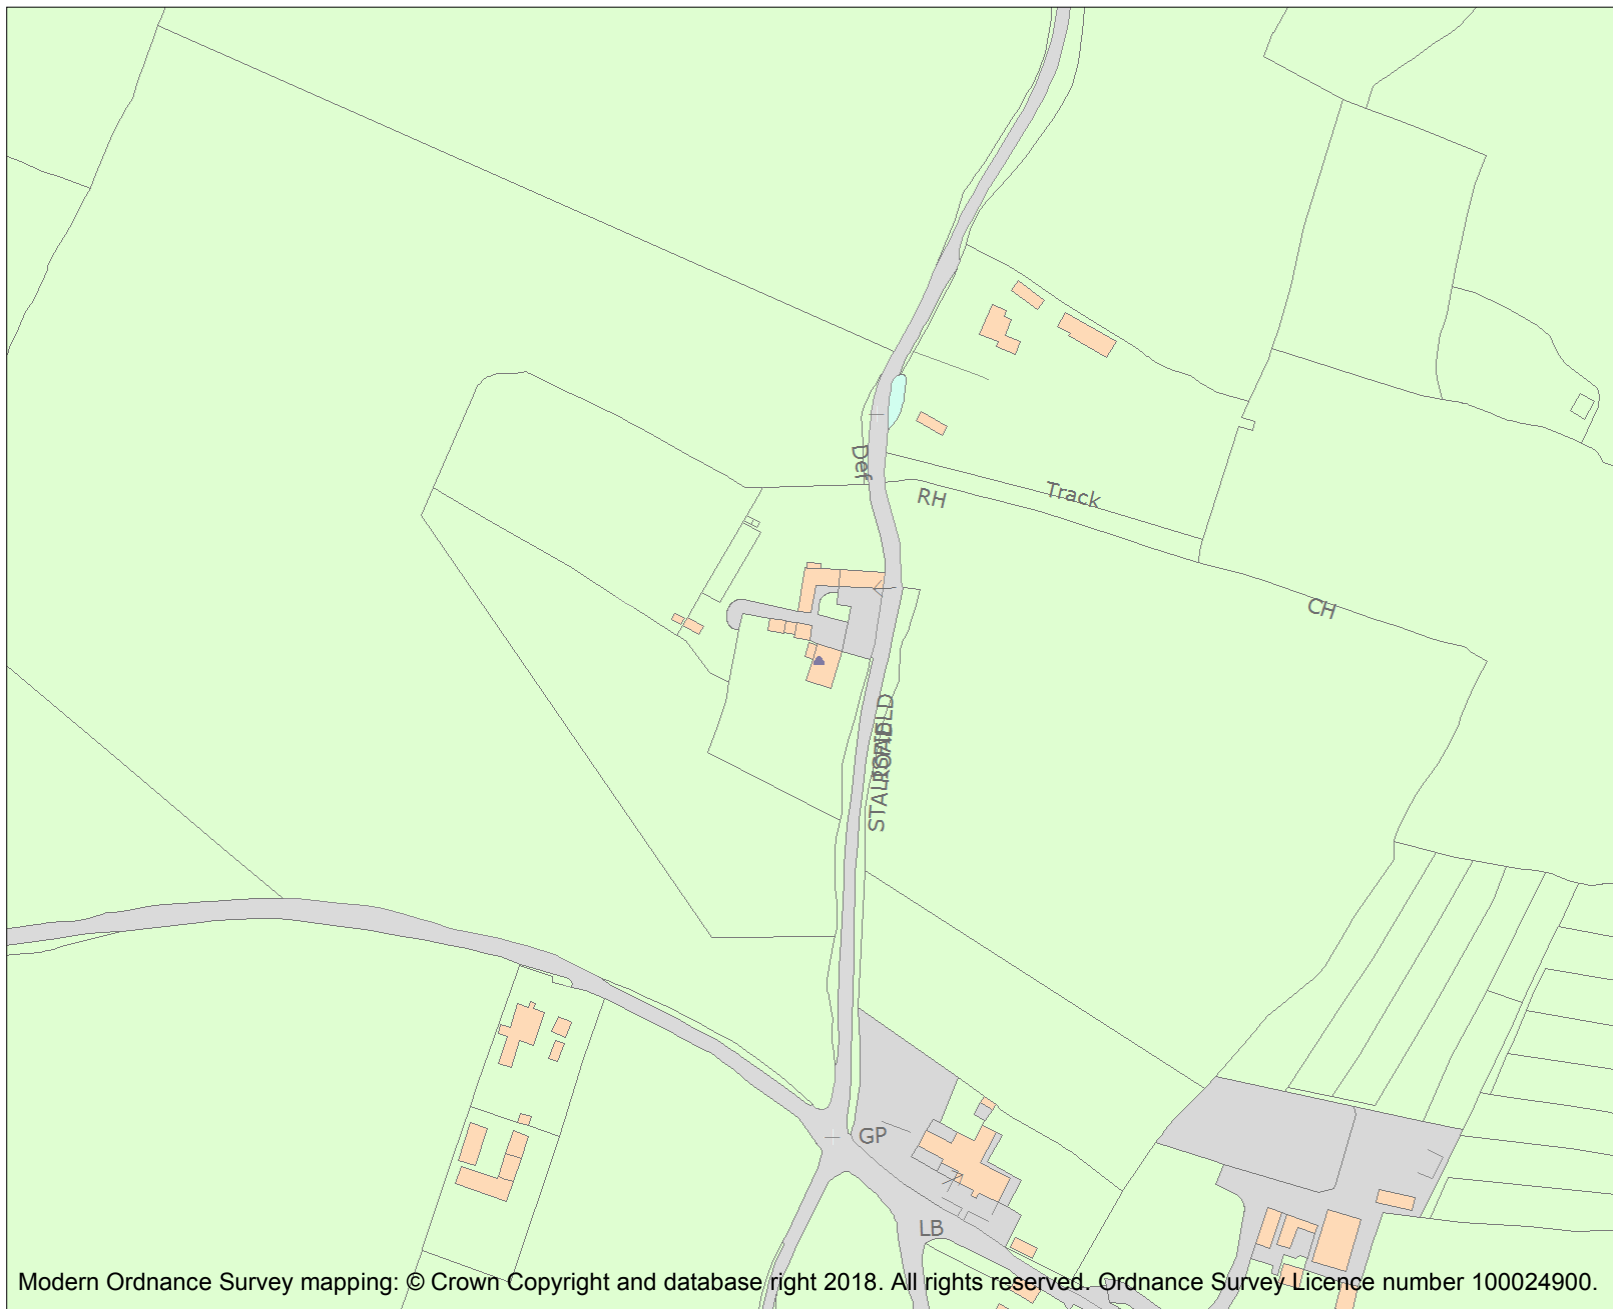 Def
RH
Track
CH
STALISFIELD
ROAD
GP
LB
Modern Ordnance Survey mapping: © Crown Copyright and database right 2018. All rights reserved. Ordnance Survey Licence number 100024900.